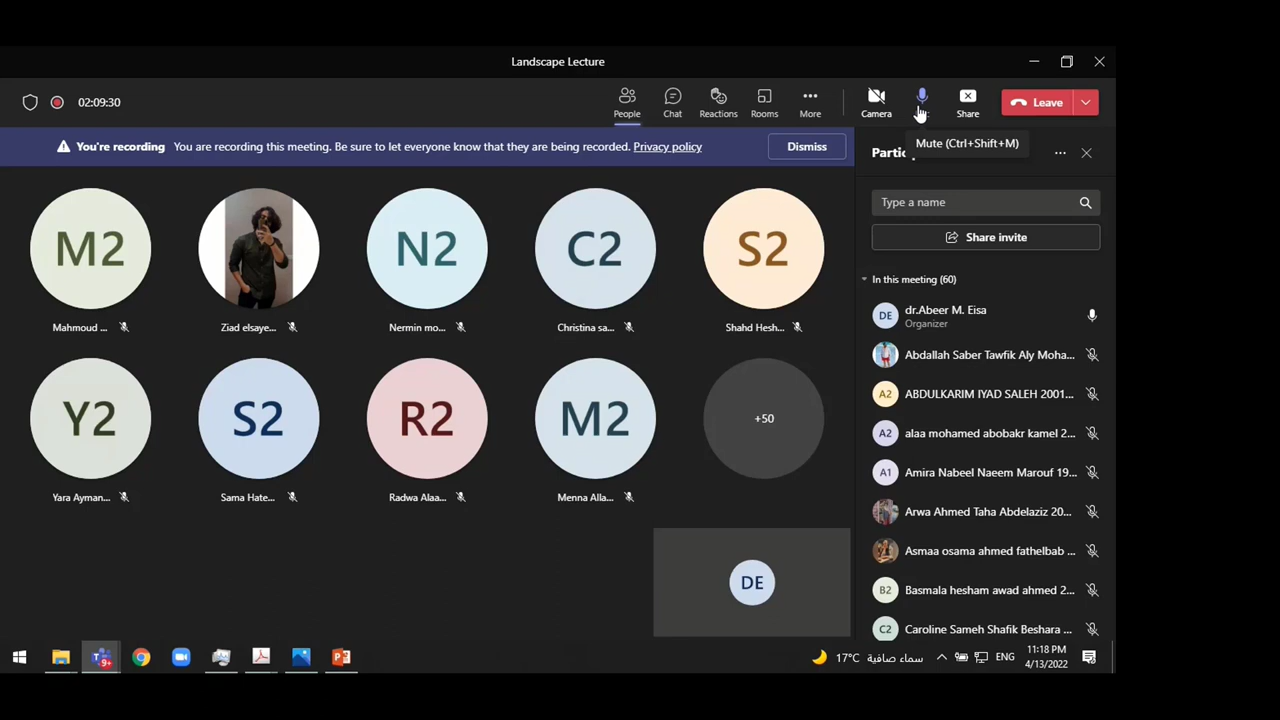 Landscape Lecture
02:09:30
People
Chat
Reactions
Rooms
More
Camera
Share
Leave
You're recording You are recording this meeting. Be sure to let everyone know that they are being recorded. Privacy policy
Dismiss
Mute (Ctrl+Shift+M)
Type a name
Share invite
In this meeting (60)
M2
N2
C2
S2
Mahmoud ...
Ziad elsaye...
Nermin mo...
Christina sa...
Shahd Hesh...
Y2
S2
R2
M2
+50
Yara Ayman...
Sama Hate...
Radwa Alaa...
Menna Alla...
DE
DE dr.Abeer M. Eisa
Organizer
Abdallah Saber Tawfik Aly Moha...
A2 ABDULKARIM IYAD SALEH 2001...
A2 alaa mohamed abobakr kamel 2...
A1 Amira Nabeel Naeem Marouf 19...
Arwa Ahmed Taha Abdelaziz 20...
Asmaa osama ahmed fathelbab ...
B2 Basmala hesham awad ahmed 2...
C2 Caroline Sameh Shafik Beshara ...
9+
17°C سماء صافية
ENG
11:18 PM
4/13/2022